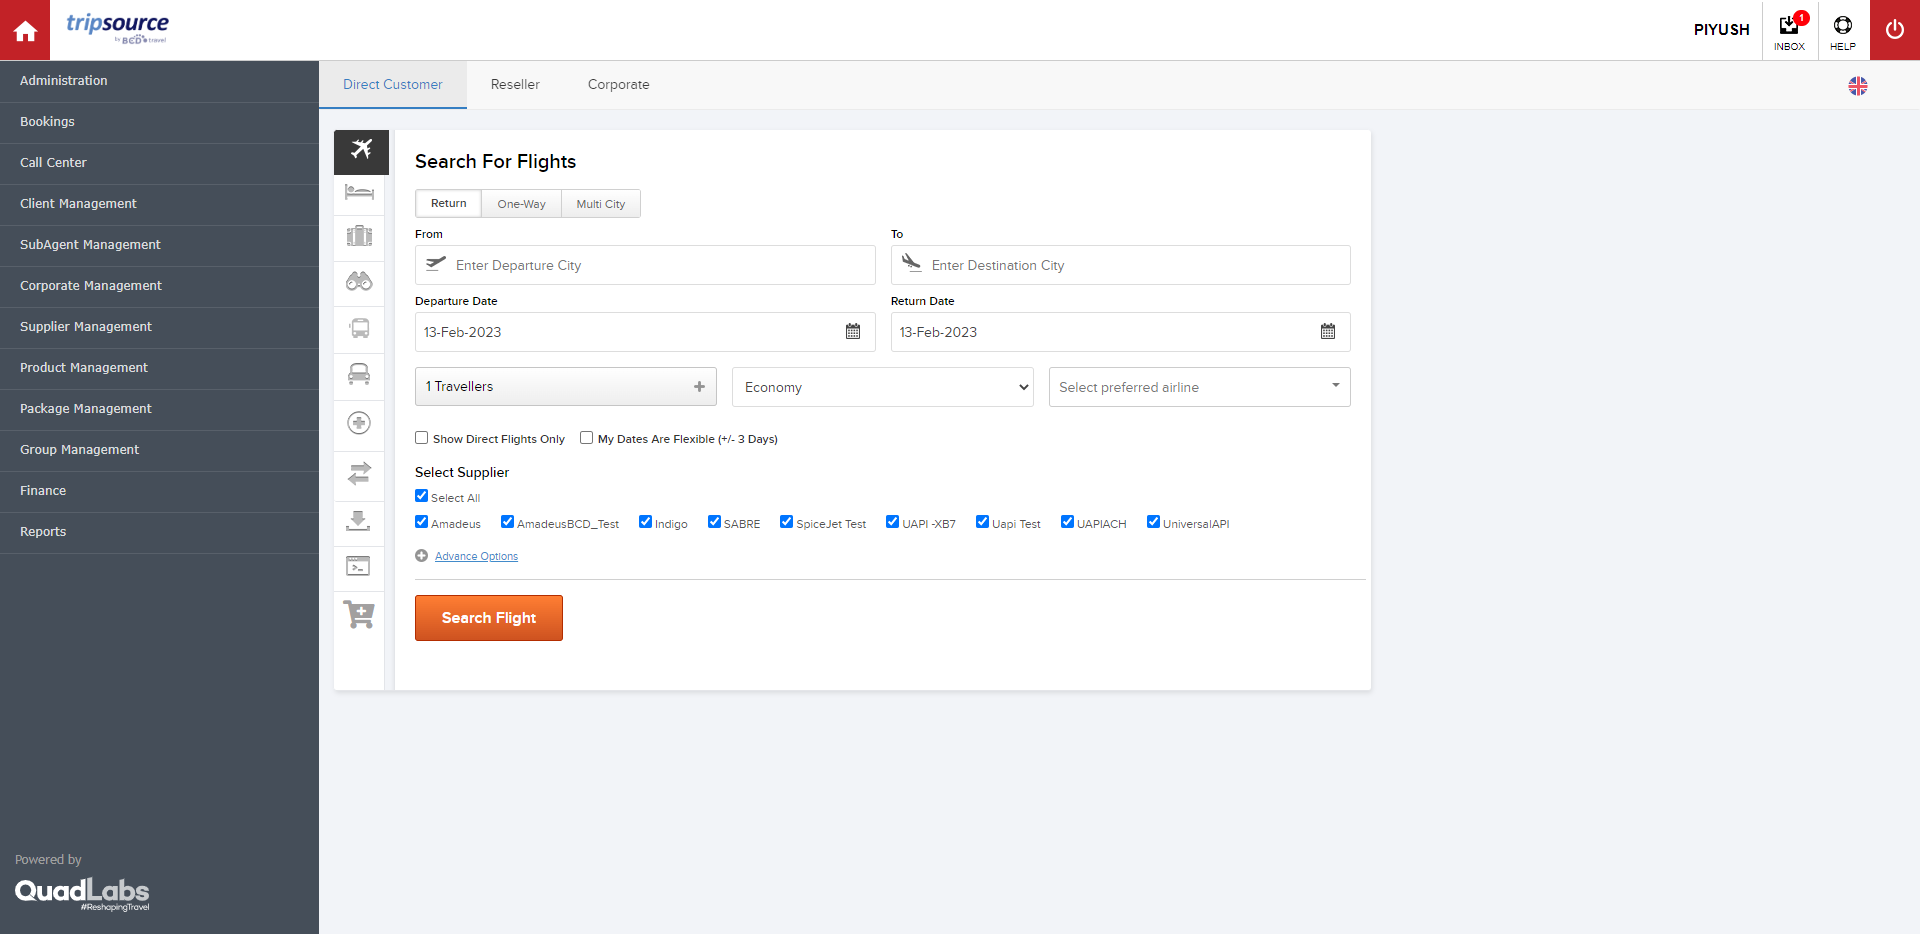 tripsource
by BCD travel
PIYUSH
1
INBOX
HELP
Administration
Bookings
Call Center
Client Management
SubAgent Management
Corporate Management
Supplier Management
Product Management
Package Management
Group Management
Finance
Reports
Powered by
QuadLabs
#ReshapingTravel
Direct Customer
Reseller
Corporate
Search For Flights
Return
One-Way
Multi City
From
To
Enter Departure City
Enter Destination City
Departure Date
Return Date
13-Feb-2023
13-Feb-2023
1 Travellers
Economy
Select preferred airline
Show Direct Flights Only
My Dates Are Flexible (+/- 3 Days)
Select Supplier
Select All
Amadeus
AmadeusBCD_Test
Indigo
SABRE
SpiceJet Test
UAPI -XB7
Uapi Test
UAPIACH
UniversalAPI
Advance Options
Search Flight